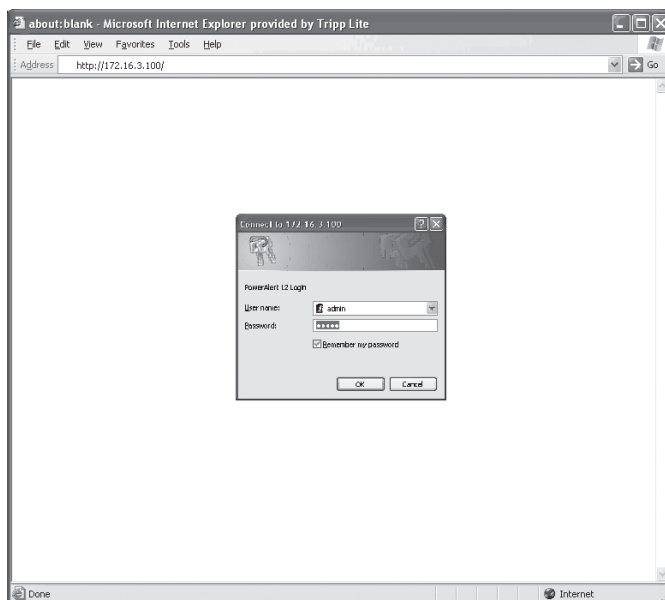 about:blank - Microsoft Internet Explorer provided by Tripp Lite
File Edit View Favorites Tools Help
Address http://172.16.3.100/ Go
Connect to 172.16.3.100
PowerAlert 12 Login
User name: admin
Password:
Remember my password
OK Cancel
Done Internet